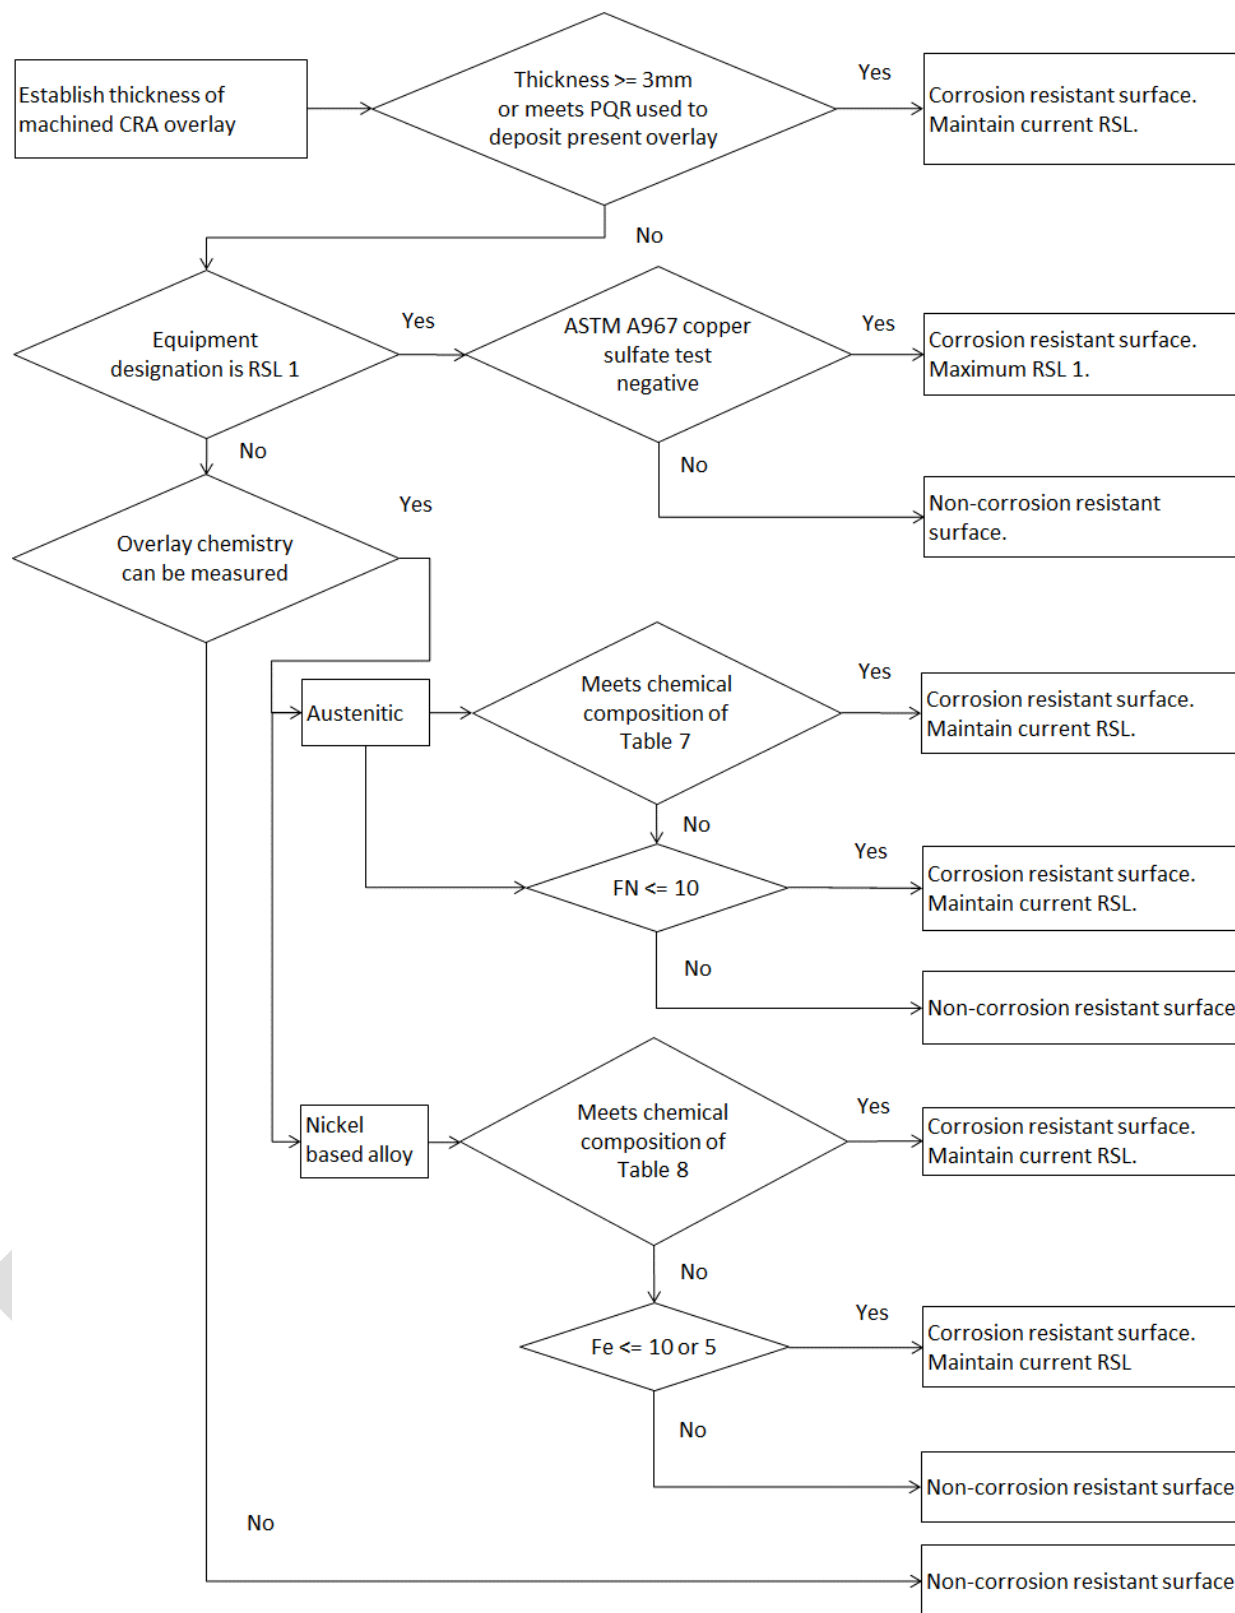 Establish thickness of
machined CRA overlay
Thickness >= 3mm
or meets PQR used to
deposit present overlay
Yes
Corrosion resistant surface.
Maintain current RSL.
No
Equipment
designation is RSL 1
Yes
ASTM A967 copper
sulfate test
negative
Yes
Corrosion resistant surface.
Maximum RSL 1.
No
No
Non-corrosion resistant
surface.
Overlay chemistry
can be measured
Yes
Austenitic
Meets chemical
composition of
Table 7
Yes
Corrosion resistant surface.
Maintain current RSL.
No
FN <= 10
Yes
Corrosion resistant surface.
Maintain current RSL.
No
Non-corrosion resistant surface
Nickel
based alloy
Meets chemical
composition of
Table 8
Yes
Corrosion resistant surface.
Maintain current RSL.
No
Fe <= 10 or 5
Yes
Corrosion resistant surface.
Maintain current RSL
No
Non-corrosion resistant surface
No
Non-corrosion resistant surface